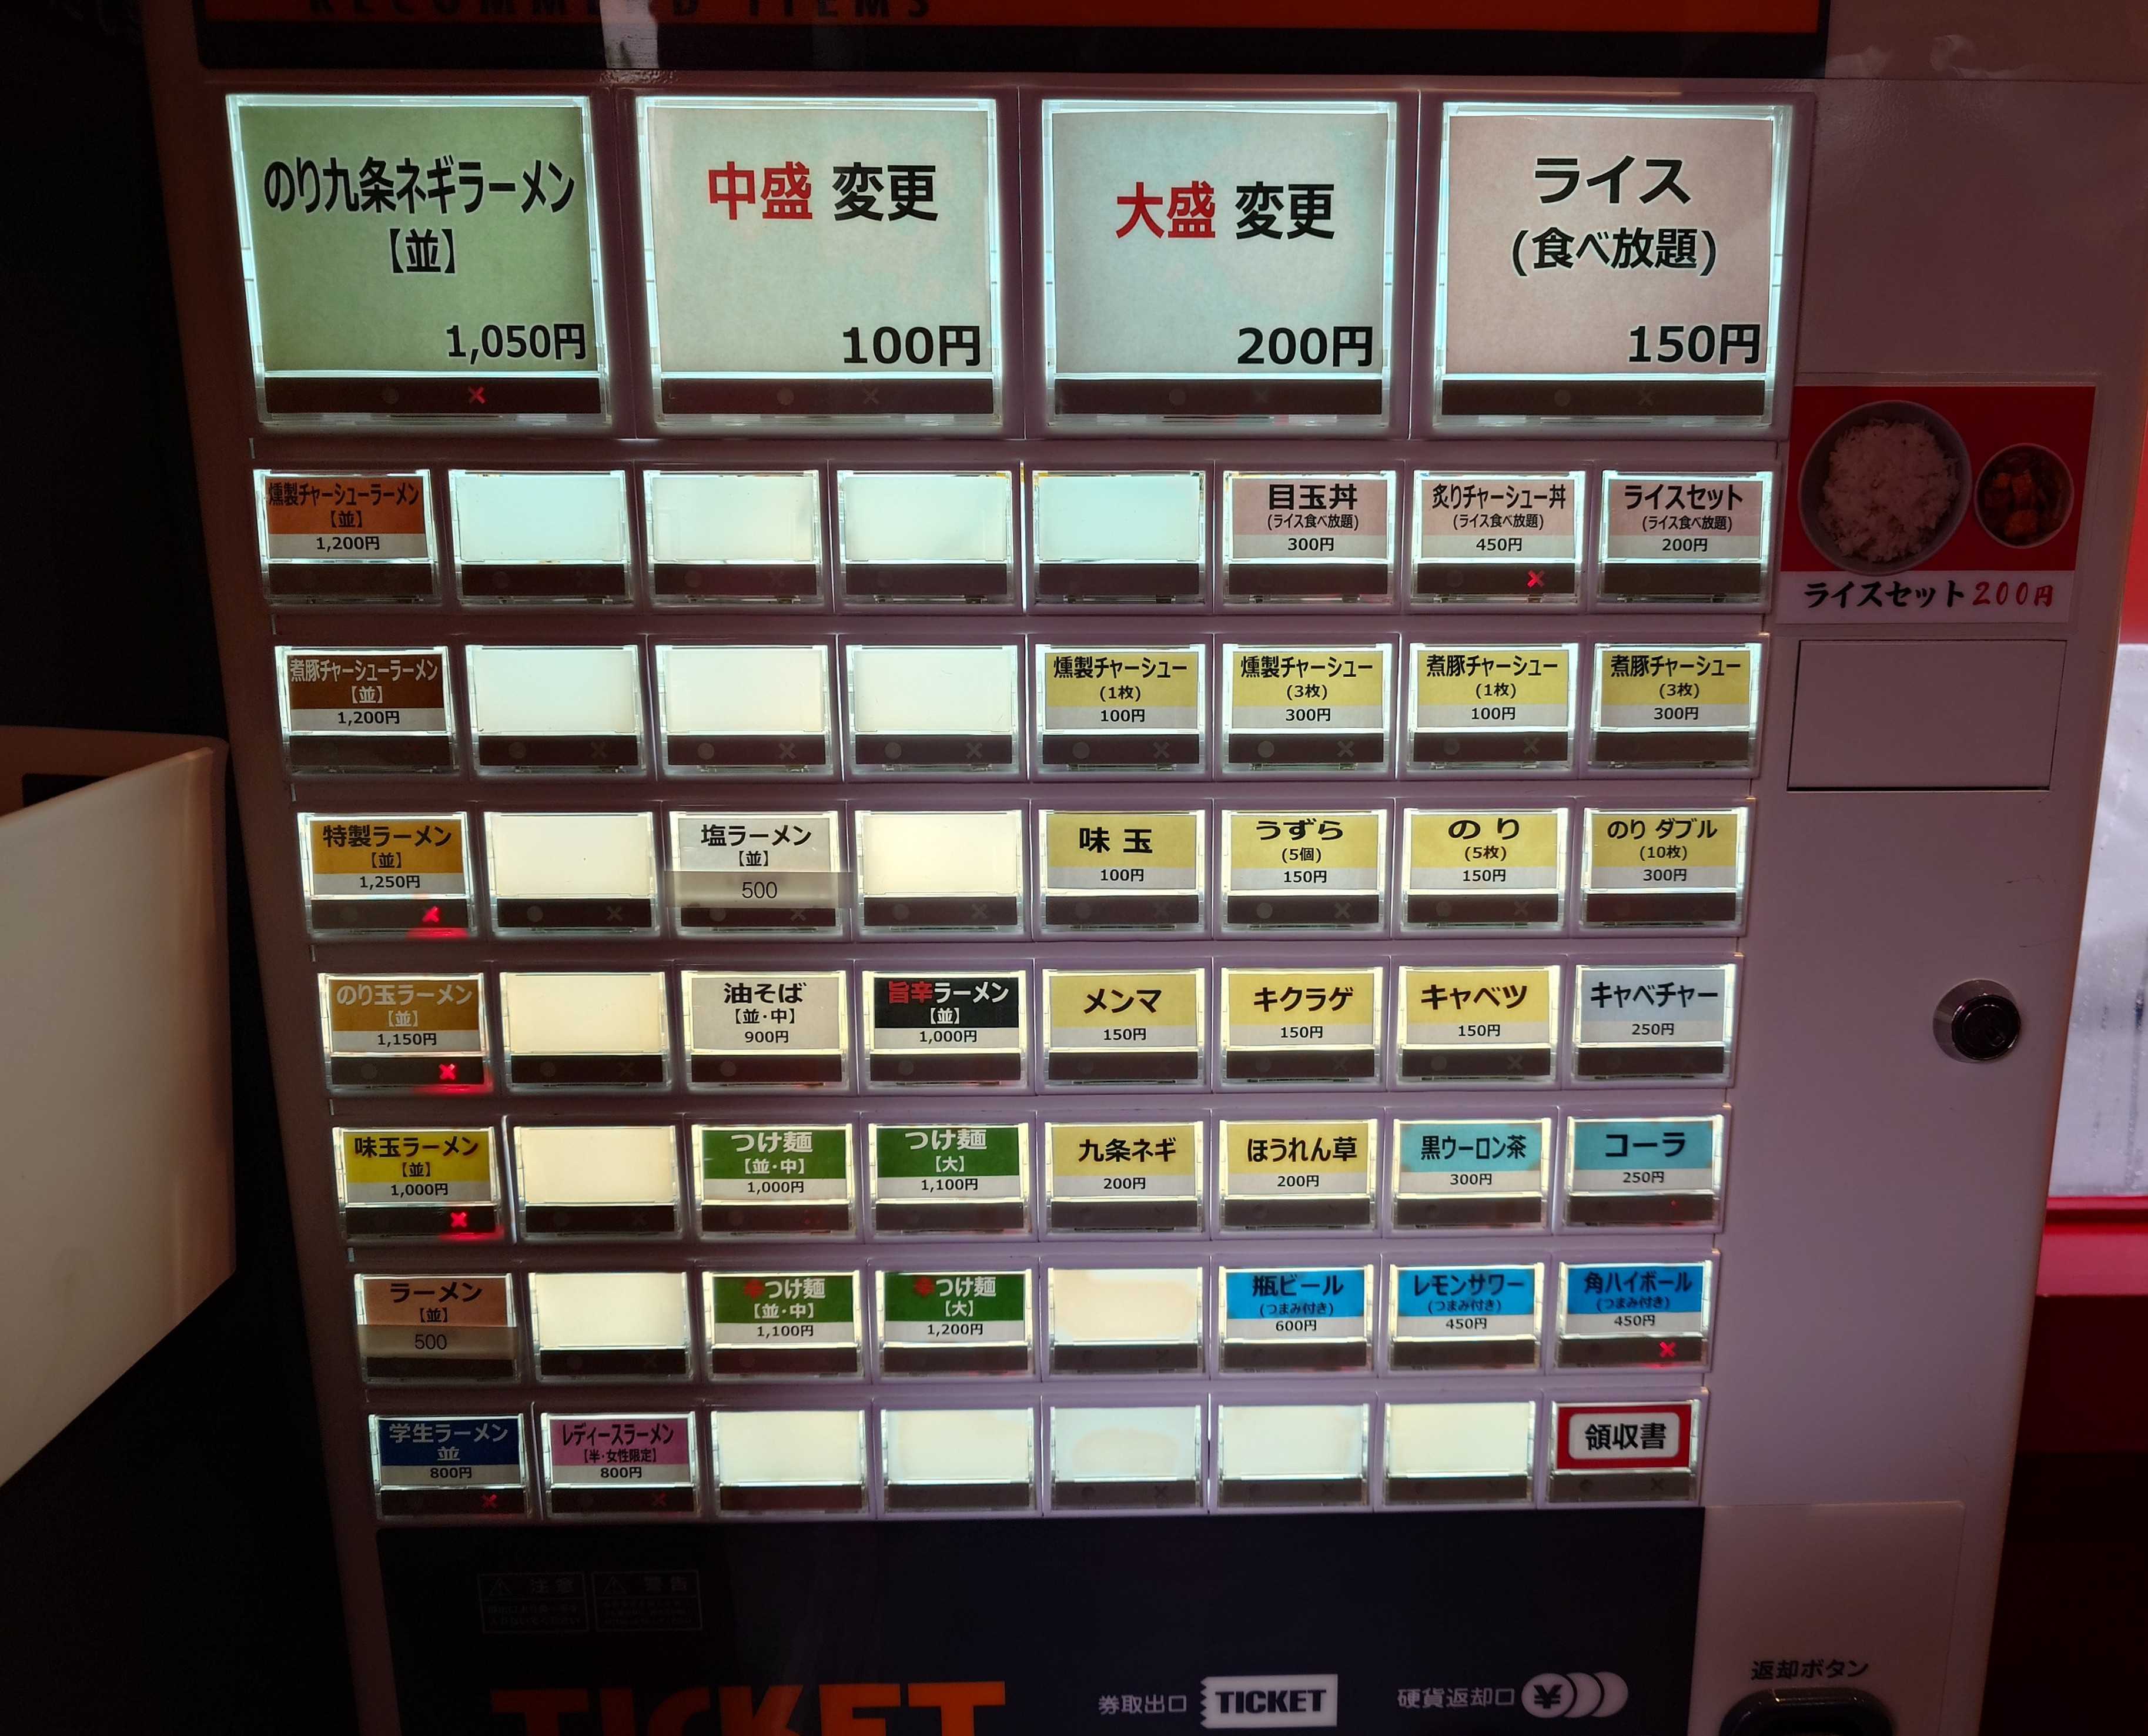 RECOMMENDED ITEMS
のり九条ネギラーメン
【並】
1,050円
中盛 変更
100円
大盛 変更
200円
ライス
(食べ放題)
150円
燻製チャーシューラーメン
【並】
1,200円
目玉丼
(ライス食べ放題)
300円
炙りチャーシュー丼
(ライス食べ放題)
450円
ライスセット
(ライス食べ放題)
200円
ライスセット200円
煮豚チャーシューラーメン
【並】
1,200円
燻製チャーシュー
(1枚)
100円
燻製チャーシュー
(3枚)
300円
煮豚チャーシュー
(1枚)
100円
煮豚チャーシュー
(3枚)
300円
特製ラーメン
【並】
1,250円
塩ラーメン
【並】
500
味 玉
100円
うずら
(5個)
150円
の り
(5枚)
150円
のり ダブル
(10枚)
300円
のり玉ラーメン
【並】
1,150円
油そば
【並・中】
900円
旨辛ラーメン
【並】
1,000円
メンマ
150円
キクラゲ
150円
キャベツ
150円
キャベチャー
250円
味玉ラーメン
【並】
1,000円
つけ麺
【並・中】
1,000円
つけ麺
【大】
1,100円
九条ネギ
200円
ほうれん草
200円
黒ウーロン茶
300円
コーラ
250円
ラーメン
【並】
500
辛つけ麺
【並・中】
1,100円
辛つけ麺
【大】
1,200円
瓶ビール
(つまみ付き)
600円
レモンサワー
(つまみ付き)
450円
角ハイボール
(つまみ付き)
450円
学生ラーメン
並
800円
レディースラーメン
【半・女性限定】
800円
領収書
注意
警告
TICKET
券取出口
TICKET
硬貨返却口
¥
返却ボタン